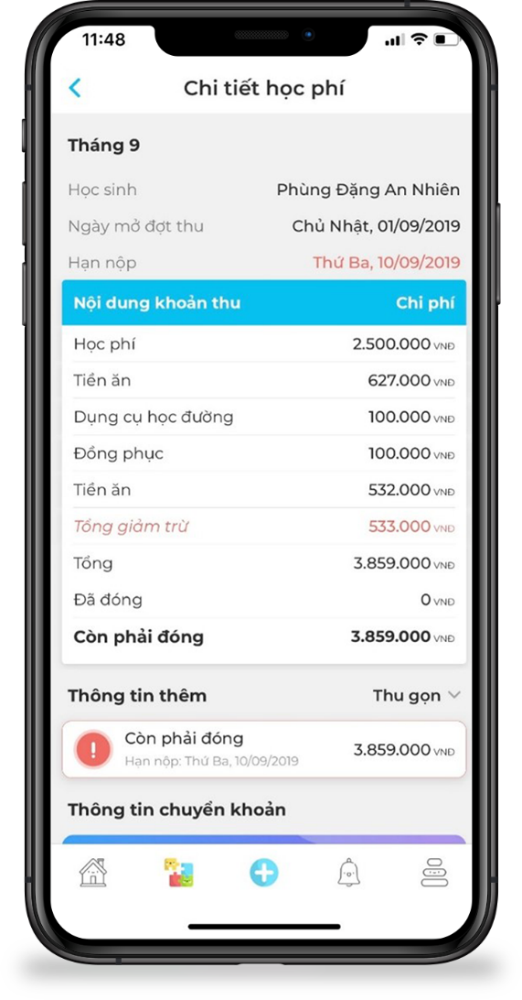 11:48
Chi tiết học phí
Tháng 9
Học sinh Phùng Đặng An Nhiên
Ngày mở đợt thu Chủ Nhật, 01/09/2019
Hạn nộp Thứ Ba, 10/09/2019
Nội dung khoản thu Chi phí
Học phí 2.500.000 VNĐ
Tiền ăn 627.000 VNĐ
Dụng cụ học đường 100.000 VNĐ
Đồng phục 100.000 VNĐ
Tiền ăn 532.000 VNĐ
Tổng giảm trừ 533.000 VNĐ
Tổng 3.859.000 VNĐ
Đã đóng 0 VNĐ
Còn phải đóng 3.859.000 VNĐ
Thông tin thêm Thu gọn
Còn phải đóng 3.859.000 VNĐ
Hạn nộp: Thứ Ba, 10/09/2019
Thông tin chuyển khoản